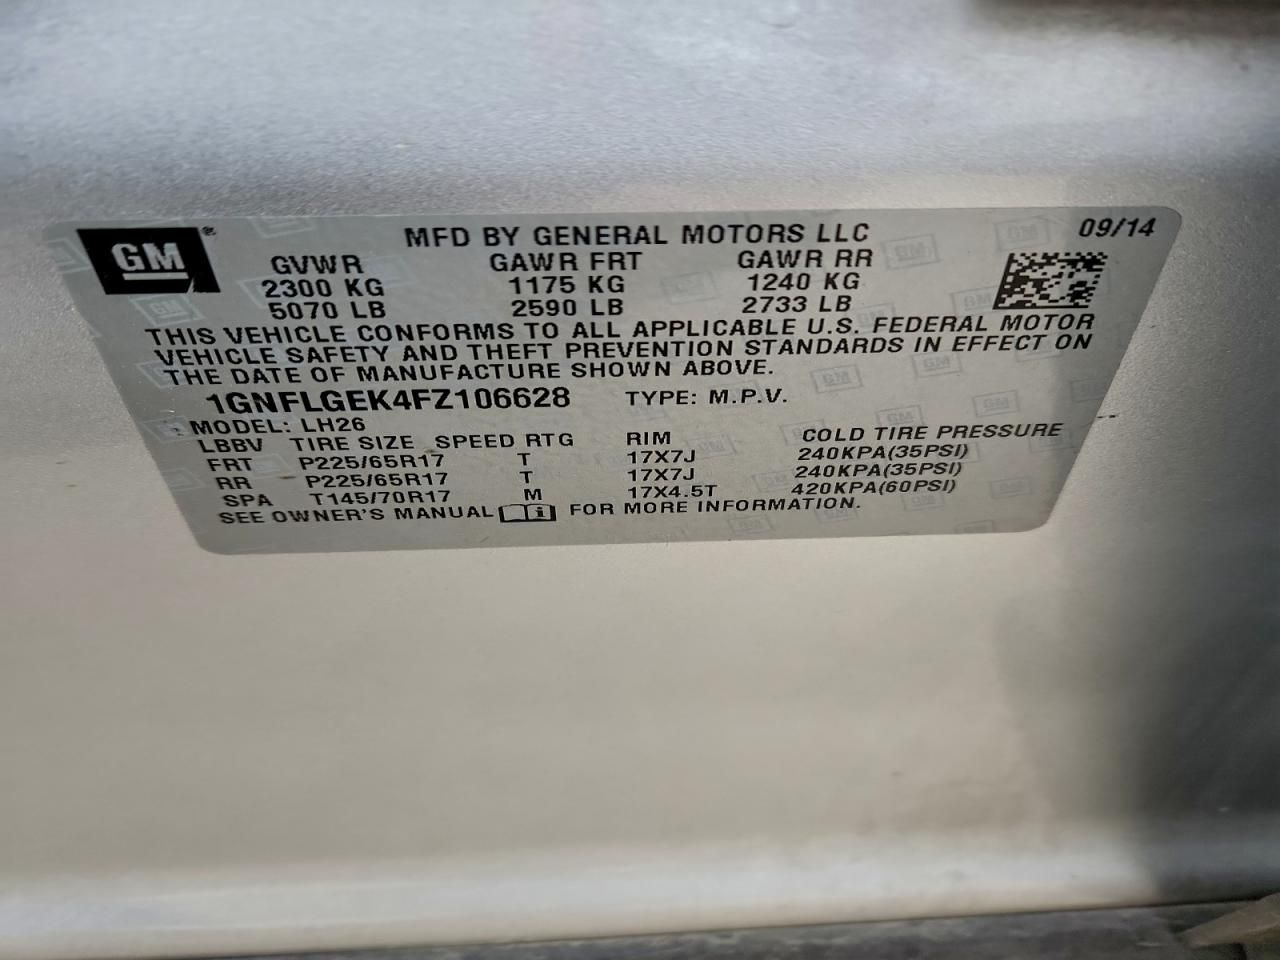 GM®
MFD BY GENERAL MOTORS LLC 09/14
GVWR GAWR FRT GAWR RR
2300 KG 1175 KG 1240 KG
5070 LB 2590 LB 2733 LB
THIS VEHICLE CONFORMS TO ALL APPLICABLE U.S. FEDERAL MOTOR
VEHICLE SAFETY AND THEFT PREVENTION STANDARDS IN EFFECT ON
THE DATE OF MANUFACTURE SHOWN ABOVE.
1GNFLGEK4FZ106628 TYPE: M.P.V.
MODEL: LH26
LBBV TIRE SIZE SPEED RTG RIM COLD TIRE PRESSURE
FRT P225/65R17 T 17X7J 240KPA(35PSI)
RR P225/65R17 T 17X7J 240KPA(35PSI)
SPA T145/70R17 M 17X4.5T 420KPA(60PSI)
SEE OWNER'S MANUAL i FOR MORE INFORMATION.